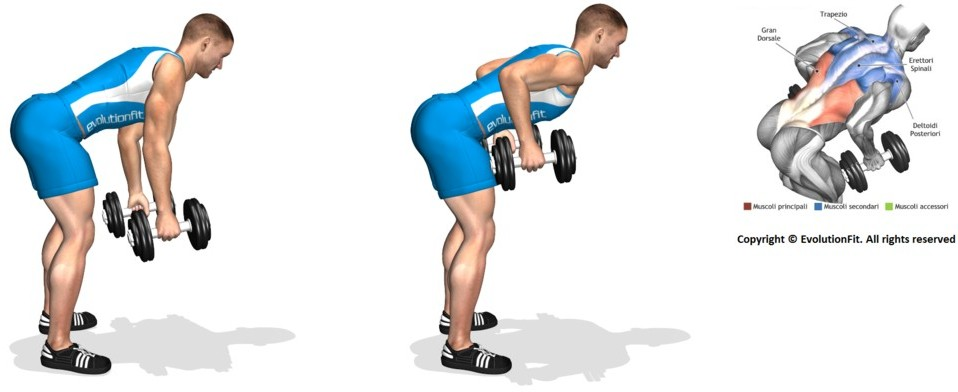 evolutionfit
evolutionfit
Trapezio
Gran
Dorsale
Erettori
Spinali
Deltoidi
Posteriori
Muscoli principali
Muscoli secondari
Muscoli accessori
Copyright © EvolutionFit. All rights reserved